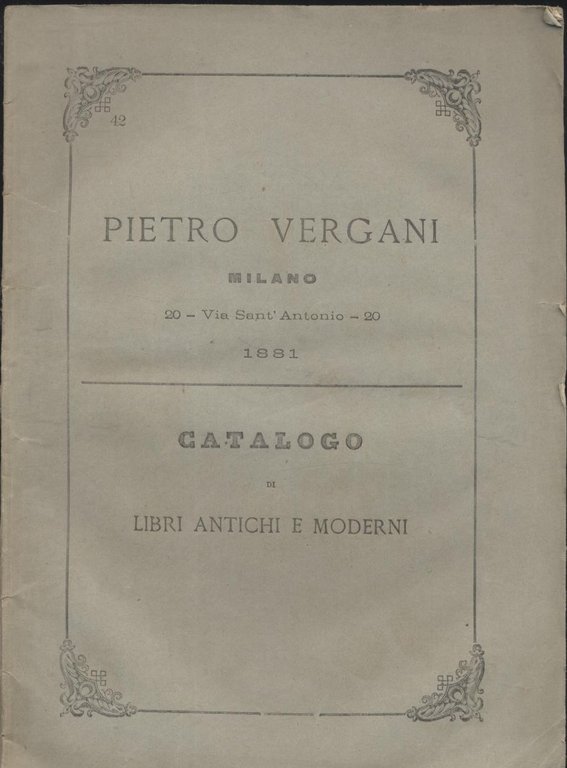 42
PIETRO VERGANI
MILANO
20 – Via Sant' Antonio – 20
1881
CATALOGO
DI
LIBRI ANTICHI E MODERNI